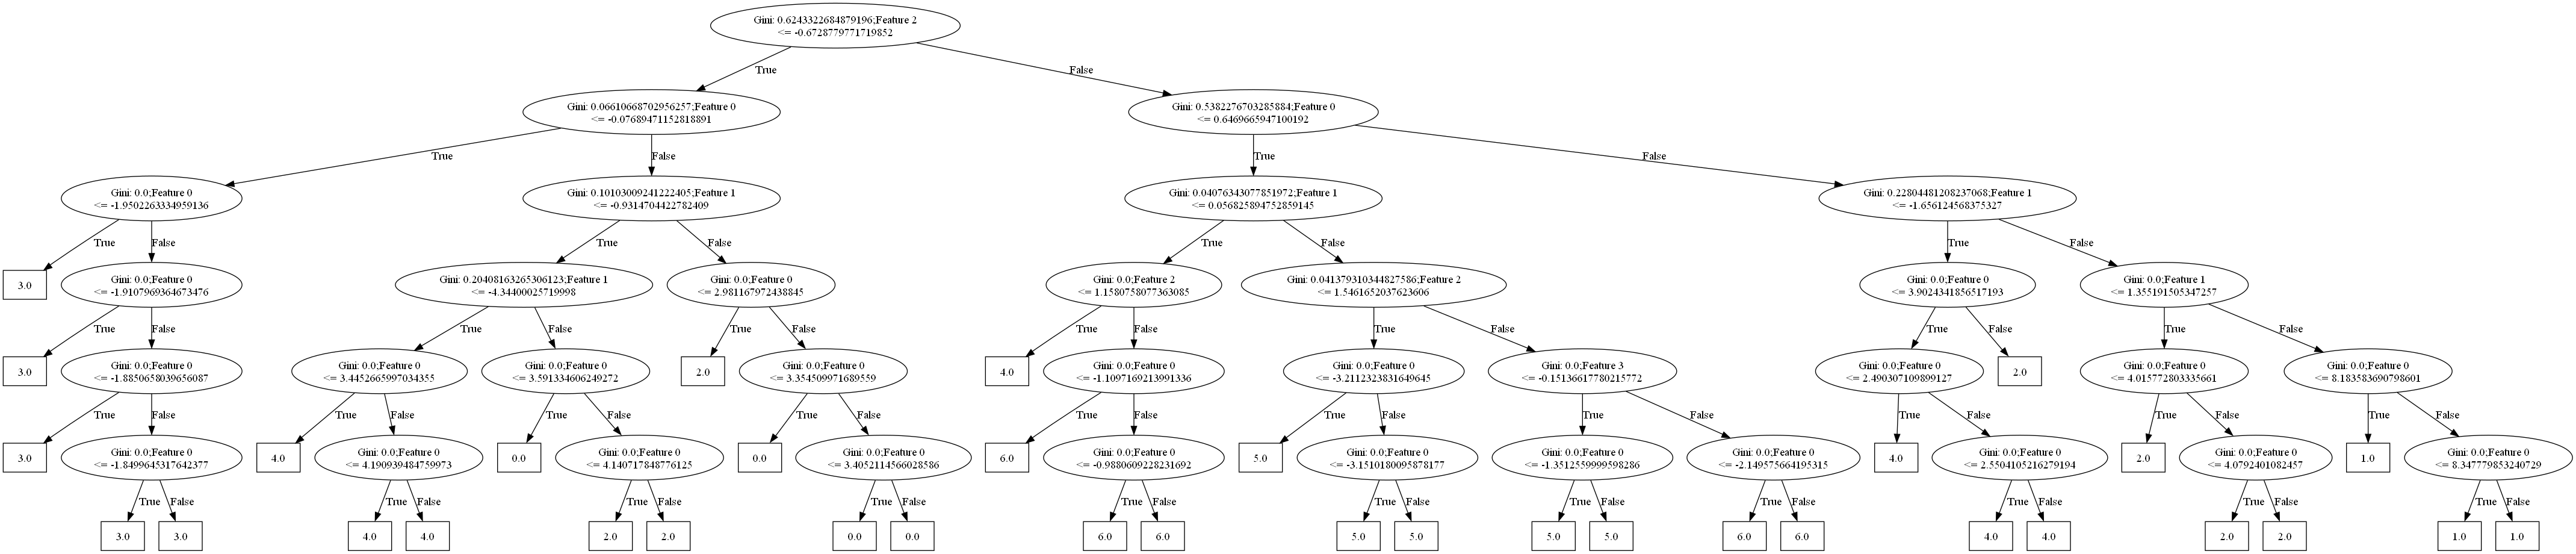 Gini: 0.6243322684879196;Feature 2
<= -0.6728779771719852
True
False
Gini: 0.06610668702956257;Feature 0
<= -0.07689471152818891
Gini: 0.5382276703285884;Feature 0
<= 0.6469665947100192
True
False
True
False
Gini: 0.0;Feature 0
<= -1.9502263334959136
Gini: 0.10103009241222405;Feature 1
<= -0.9314704422782409
Gini: 0.04076343077851972;Feature 1
<= 0.056825894752859145
Gini: 0.22804481208237068;Feature 1
<= -1.656124568375327
True
False
True
False
True
False
True
False
3.0
Gini: 0.0;Feature 0
<= -1.9107969364673476
Gini: 0.20408163265306123;Feature 1
<= -4.34400025719998
Gini: 0.0;Feature 0
<= 2.981167972438845
Gini: 0.0;Feature 2
<= 1.1580758077363085
Gini: 0.041379310344827586;Feature 2
<= 1.5461652037623606
Gini: 0.0;Feature 0
<= 3.9024341856517193
Gini: 0.0;Feature 1
<= 1.355191505347257
True
False
True
False
True
False
True
False
True
False
True
False
True
False
3.0
Gini: 0.0;Feature 0
<= -1.8850658039656087
Gini: 0.0;Feature 0
<= 3.4452665997034355
Gini: 0.0;Feature 0
<= 3.591334606249272
2.0
Gini: 0.0;Feature 0
<= 3.354509971689559
4.0
Gini: 0.0;Feature 0
<= -1.1097169213991336
Gini: 0.0;Feature 0
<= -3.2112323831649645
Gini: 0.0;Feature 3
<= -0.15136617780215772
Gini: 0.0;Feature 0
<= 2.490307109899127
2.0
Gini: 0.0;Feature 0
<= 4.015772803335661
Gini: 0.0;Feature 0
<= 8.183583690798601
True
False
True
False
True
False
True
False
True
False
True
False
True
False
True
False
True
False
True
False
3.0
Gini: 0.0;Feature 0
<= -1.8499645317642377
4.0
Gini: 0.0;Feature 0
<= 4.190939484759973
0.0
Gini: 0.0;Feature 0
<= 4.140717848776125
0.0
Gini: 0.0;Feature 0
<= 3.4052114566028586
6.0
Gini: 0.0;Feature 0
<= -0.9880609228231692
5.0
Gini: 0.0;Feature 0
<= -3.1510180095878177
Gini: 0.0;Feature 0
<= -1.3512559999598286
Gini: 0.0;Feature 0
<= -2.149575664195315
4.0
Gini: 0.0;Feature 0
<= 2.5504105216279194
2.0
Gini: 0.0;Feature 0
<= 4.0792401082457
1.0
Gini: 0.0;Feature 0
<= 8.347779853240729
True
False
True
False
True
False
True
False
True
False
True
False
True
False
True
False
True
False
True
False
True
False
3.0
3.0
4.0
4.0
2.0
2.0
0.0
0.0
6.0
6.0
5.0
5.0
5.0
5.0
6.0
6.0
4.0
4.0
2.0
2.0
1.0
1.0